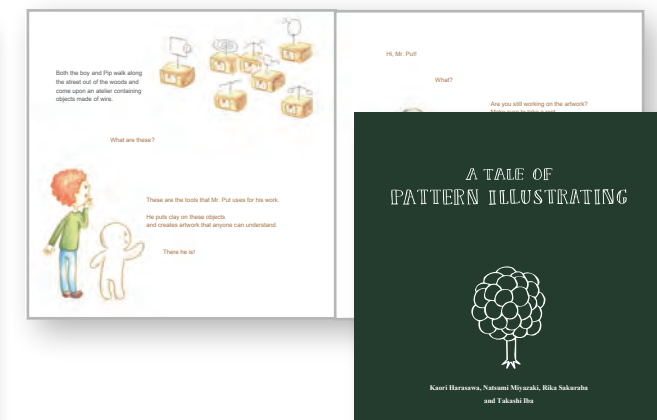 Both the boy and Pip walk along
the street out of the woods and
come upon an atelier containing
objects made of wire.
What are these?
These are the tools that Mr. Put uses for his work.
He puts clay on these objects
and creates artwork that anyone can understand.
There he is!
Hi, Mr. Put!
What?
Are you still working on the artwork?
A TALE OF
PATTERN ILLUSTRATING
Kaori Harasawa, Natsumi Miyazaki, Rika Sakuraba
and Takashi Iba